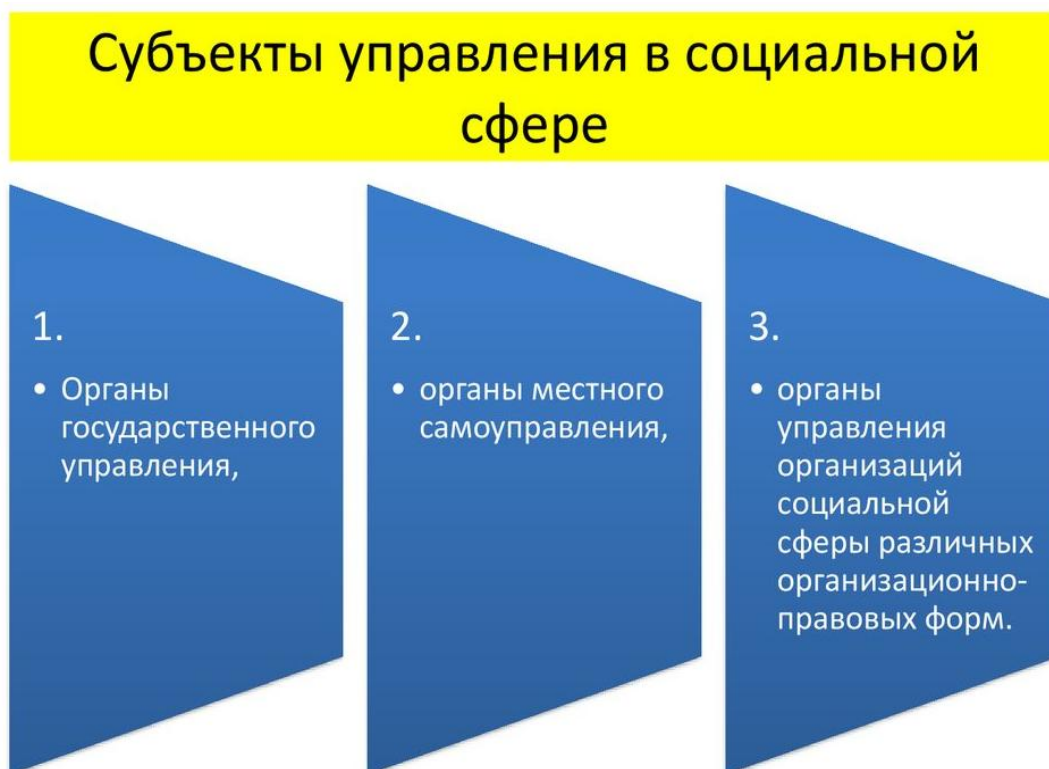 Субъекты управления в социальной
сфере
1.
• Органы
государственного
управления,
2.
• органы местного
самоуправления,
3.
• органы
управления
организаций
социальной
сферы различных
организационно-
правовых форм.